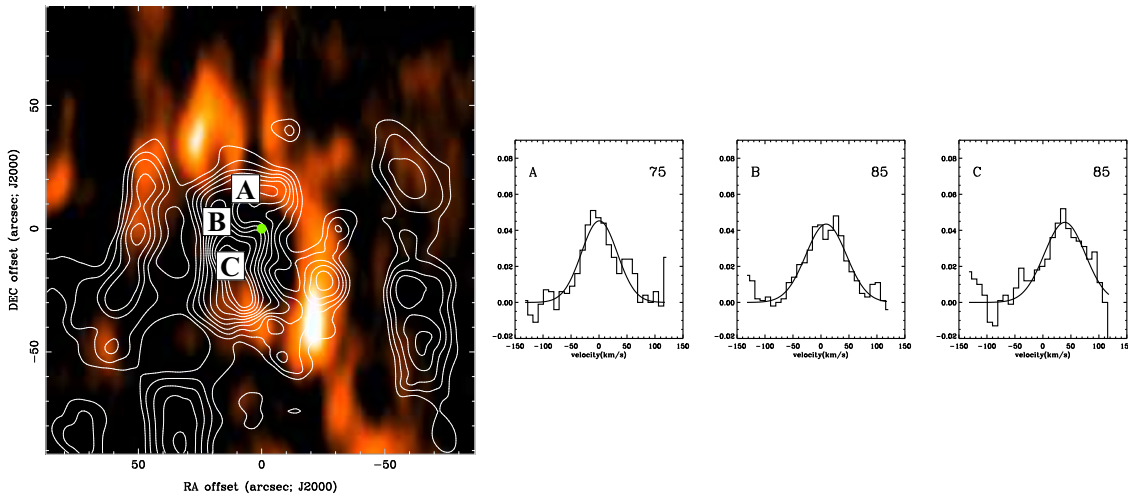 DEC offset (arcsec; J2000)
50
0
-50
A
B
C
50
0
-50
RA offset (arcsec; J2000)
A 75
0.08
0.06
0.04
0.02
0.00
-0.02
-150 -100 -50 0 50 100 150
velocity(km/s)
B 85
0.08
0.06
0.04
0.02
0.00
-0.02
-150 -100 -50 0 50 100 150
velocity(km/s)
C 85
0.08
0.06
0.04
0.02
0.00
-0.02
-150 -100 -50 0 50 100 150
velocity(km/s)